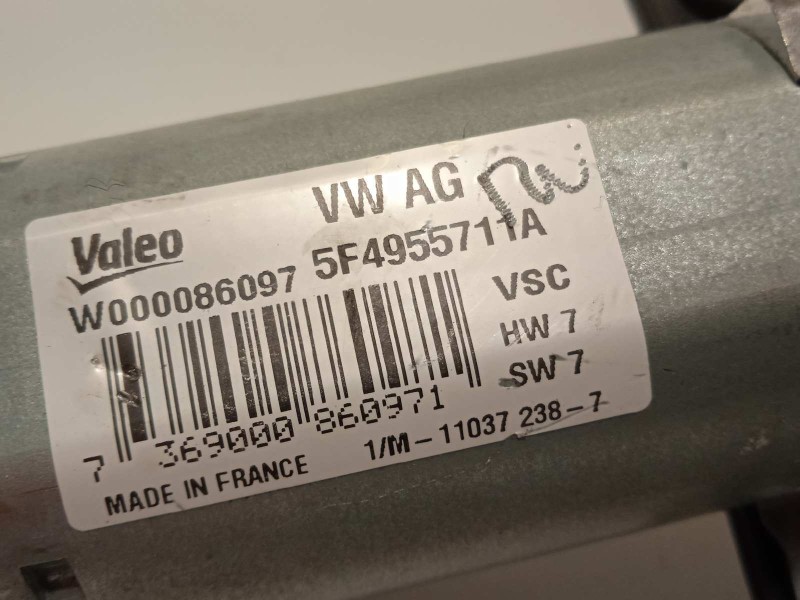 Valeo
VW AG
W000086097 5F4955711A
VSC
HW 7
SW 7
7 369000 860971
1/M-11037 238-7
MADE IN FRANCE